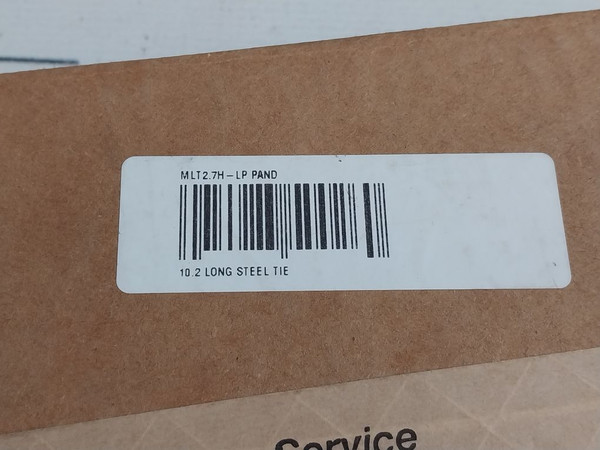 MLT2.7H-LP PAND
10.2 LONG STEEL TIE
Service